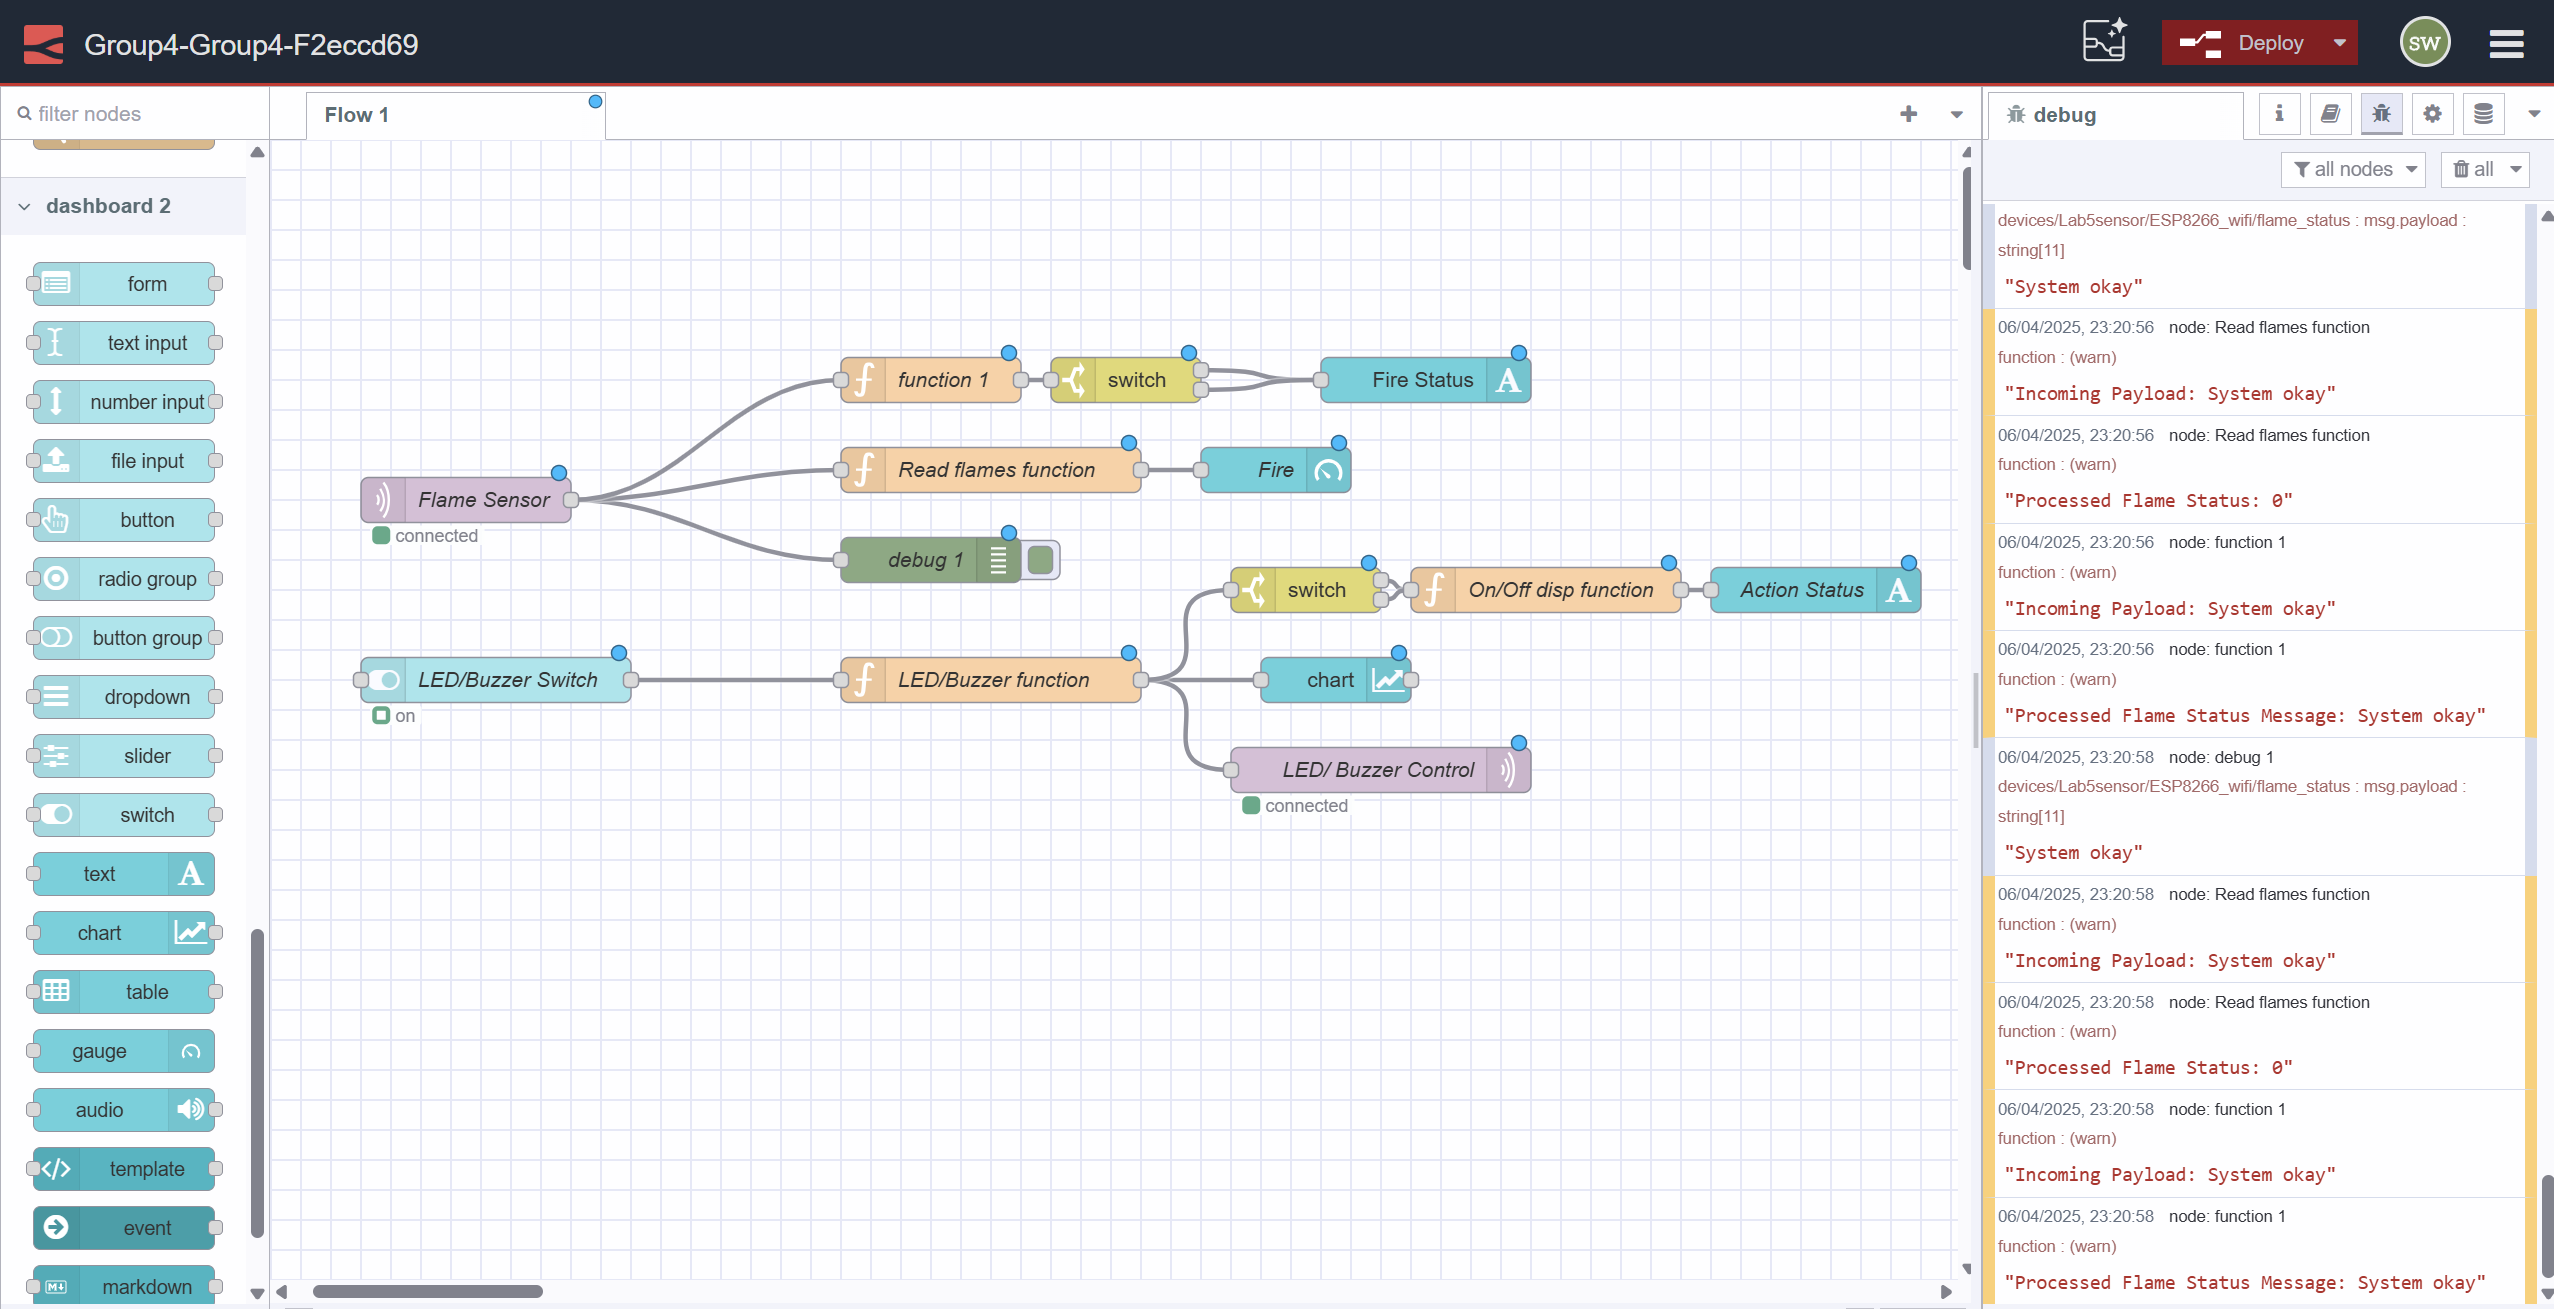 Group4-Group4-F2eccd69
Deploy
SW
filter nodes
Flow 1
debug
all nodes
all
dashboard 2
form
text input
number input
file input
button
radio group
button group
dropdown
slider
switch
text
chart
table
gauge
audio
template
event
markdown
function 1
switch
Fire Status
Read flames function
Fire
Flame Sensor
connected
debug 1
switch
On/Off disp function
Action Status
LED/Buzzer Switch
on
LED/Buzzer function
chart
LED/ Buzzer Control
connected
devices/Lab5sensor/ESP8266_wifi/flame_status : msg.payload :
string[11]
"System okay"
06/04/2025, 23:20:56 node: Read flames function
function : (warn)
"Incoming Payload: System okay"
06/04/2025, 23:20:56 node: Read flames function
function : (warn)
"Processed Flame Status: 0"
06/04/2025, 23:20:56 node: function 1
function : (warn)
"Incoming Payload: System okay"
06/04/2025, 23:20:56 node: function 1
function : (warn)
"Processed Flame Status Message: System okay"
06/04/2025, 23:20:58 node: debug 1
devices/Lab5sensor/ESP8266_wifi/flame_status : msg.payload :
string[11]
"System okay"
06/04/2025, 23:20:58 node: Read flames function
function : (warn)
"Incoming Payload: System okay"
06/04/2025, 23:20:58 node: Read flames function
function : (warn)
"Processed Flame Status: 0"
06/04/2025, 23:20:58 node: function 1
function : (warn)
"Incoming Payload: System okay"
06/04/2025, 23:20:58 node: function 1
function : (warn)
"Processed Flame Status Message: System okay"